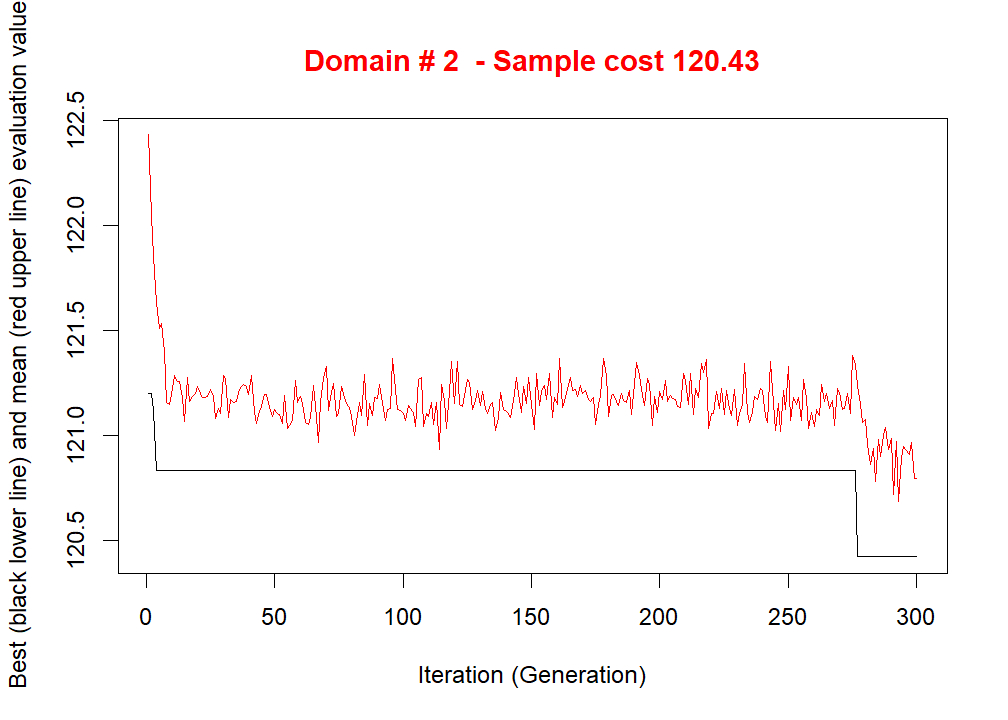 Domain # 2  - Sample cost 120.43
Best (black lower line) and mean (red upper line) evaluation value
122.5
122.0
121.5
121.0
120.5
0 50 100 150 200 250 300
Iteration (Generation)